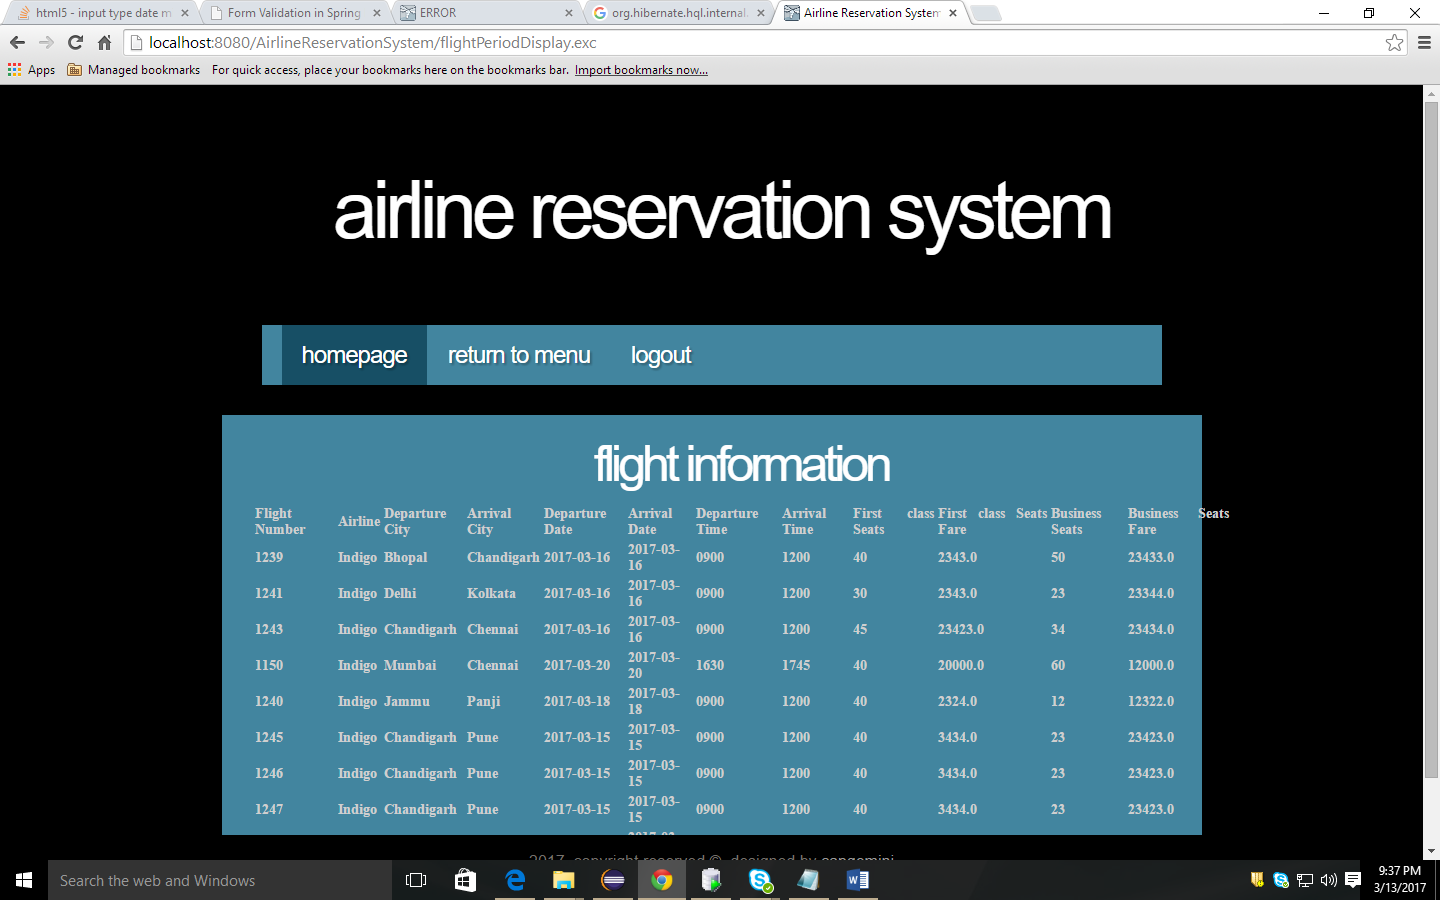 html5 - input type date m
Form Validation in Spring
ERROR
org.hibernate.hql.internal.
Airline Reservation System
localhost:8080/AirlineReservationSystem/flightPeriodDisplay.exc
Apps Managed bookmarks For quick access, place your bookmarks here on the bookmarks bar. Import bookmarks now...
airline reservation system
homepage return to menu logout
flight information
Flight Number Airline Departure City Arrival City Departure Date Arrival Date Departure Time Arrival Time First class Seats First class Fare Seats Business Seats Business Fare Seats
1239 Indigo Bhopal Chandigarh 2017-03-16 2017-03-16 0900 1200 40 2343.0 50 23433.0
1241 Indigo Delhi Kolkata 2017-03-16 2017-03-16 0900 1200 30 2343.0 23 23344.0
1243 Indigo Chandigarh Chennai 2017-03-16 2017-03-16 0900 1200 45 23423.0 34 23434.0
1150 Indigo Mumbai Chennai 2017-03-20 2017-03-20 1630 1745 40 20000.0 60 12000.0
1240 Indigo Jammu Panji 2017-03-18 2017-03-18 0900 1200 40 2324.0 12 12322.0
1245 Indigo Chandigarh Pune 2017-03-15 2017-03-15 0900 1200 40 3434.0 23 23423.0
1246 Indigo Chandigarh Pune 2017-03-15 2017-03-15 0900 1200 40 3434.0 23 23423.0
1247 Indigo Chandigarh Pune 2017-03-15 2017-03-15 0900 1200 40 3434.0 23 23423.0
2017. copyright reserved ©. designed by
Search the web and Windows
9:37 PM
3/13/2017